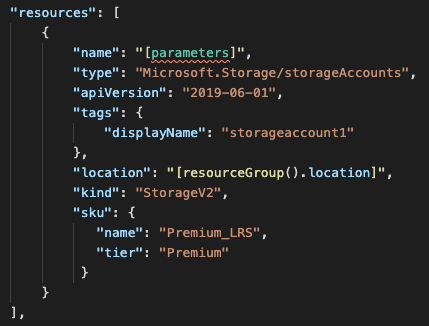 "resources": [
{
"name": "[parameters]",
"type": "Microsoft.Storage/storageAccounts",
"apiVersion": "2019-06-01",
"tags": {
"displayName": "storageaccount1"
},
"location": "[resourceGroup().location]",
"kind": "StorageV2",
"sku": {
"name": "Premium_LRS",
"tier": "Premium"
}
}
],